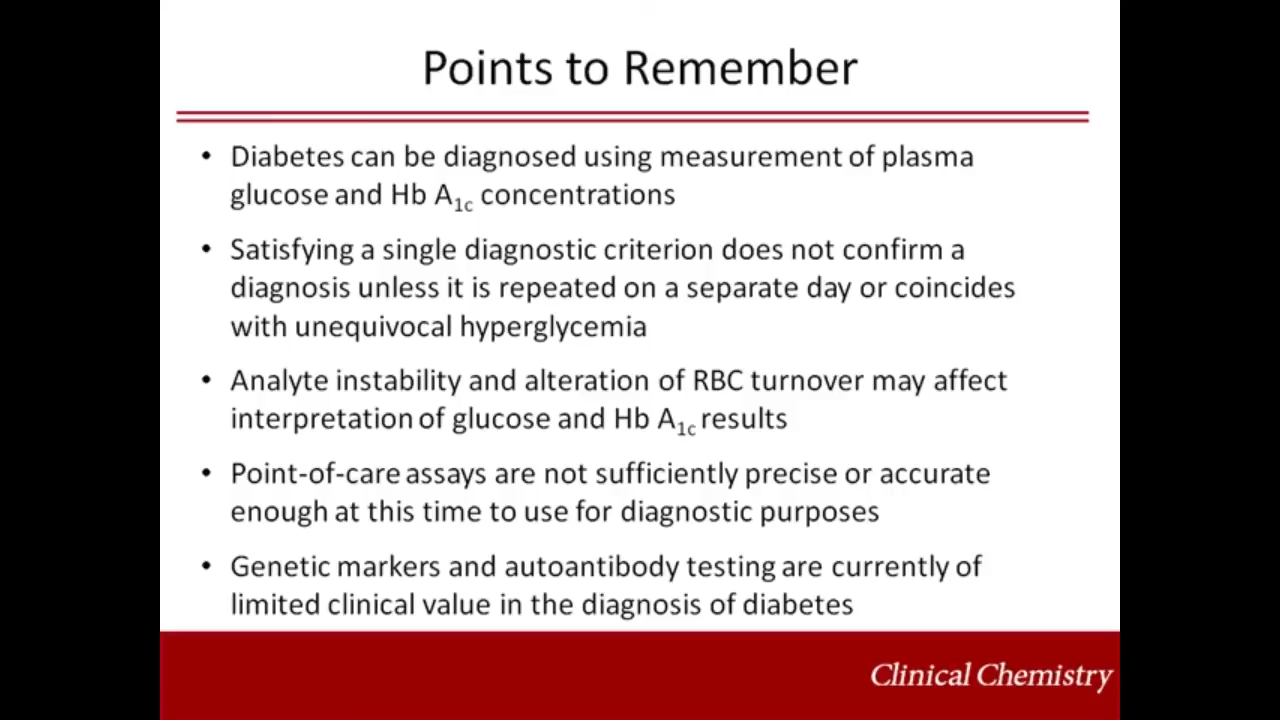 Points to Remember
• Diabetes can be diagnosed using measurement of plasma
glucose and Hb A1c concentrations
• Satisfying a single diagnostic criterion does not confirm a
diagnosis unless it is repeated on a separate day or coincides
with unequivocal hyperglycemia
• Analyte instability and alteration of RBC turnover may affect
interpretation of glucose and Hb A1c results
• Point-of-care assays are not sufficiently precise or accurate
enough at this time to use for diagnostic purposes
• Genetic markers and autoantibody testing are currently of
limited clinical value in the diagnosis of diabetes
Clinical Chemistry